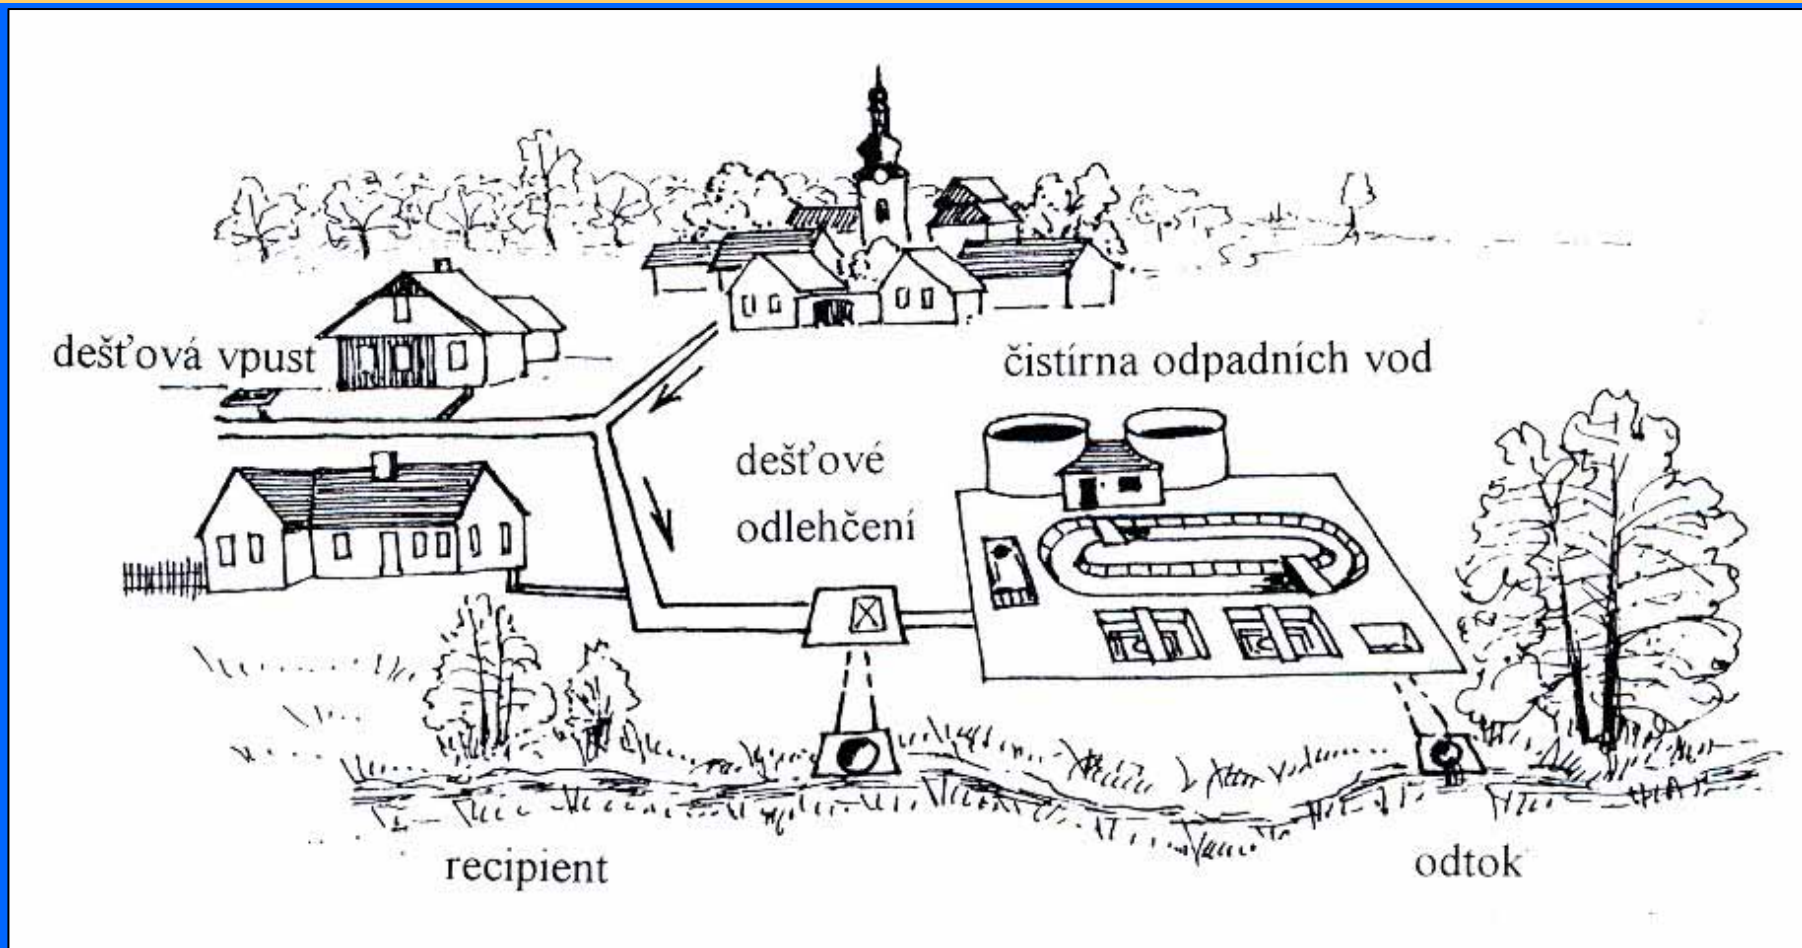 dešťová vpust
čistírna odpadních vod
dešťové
odlehčení
recipient
odtok